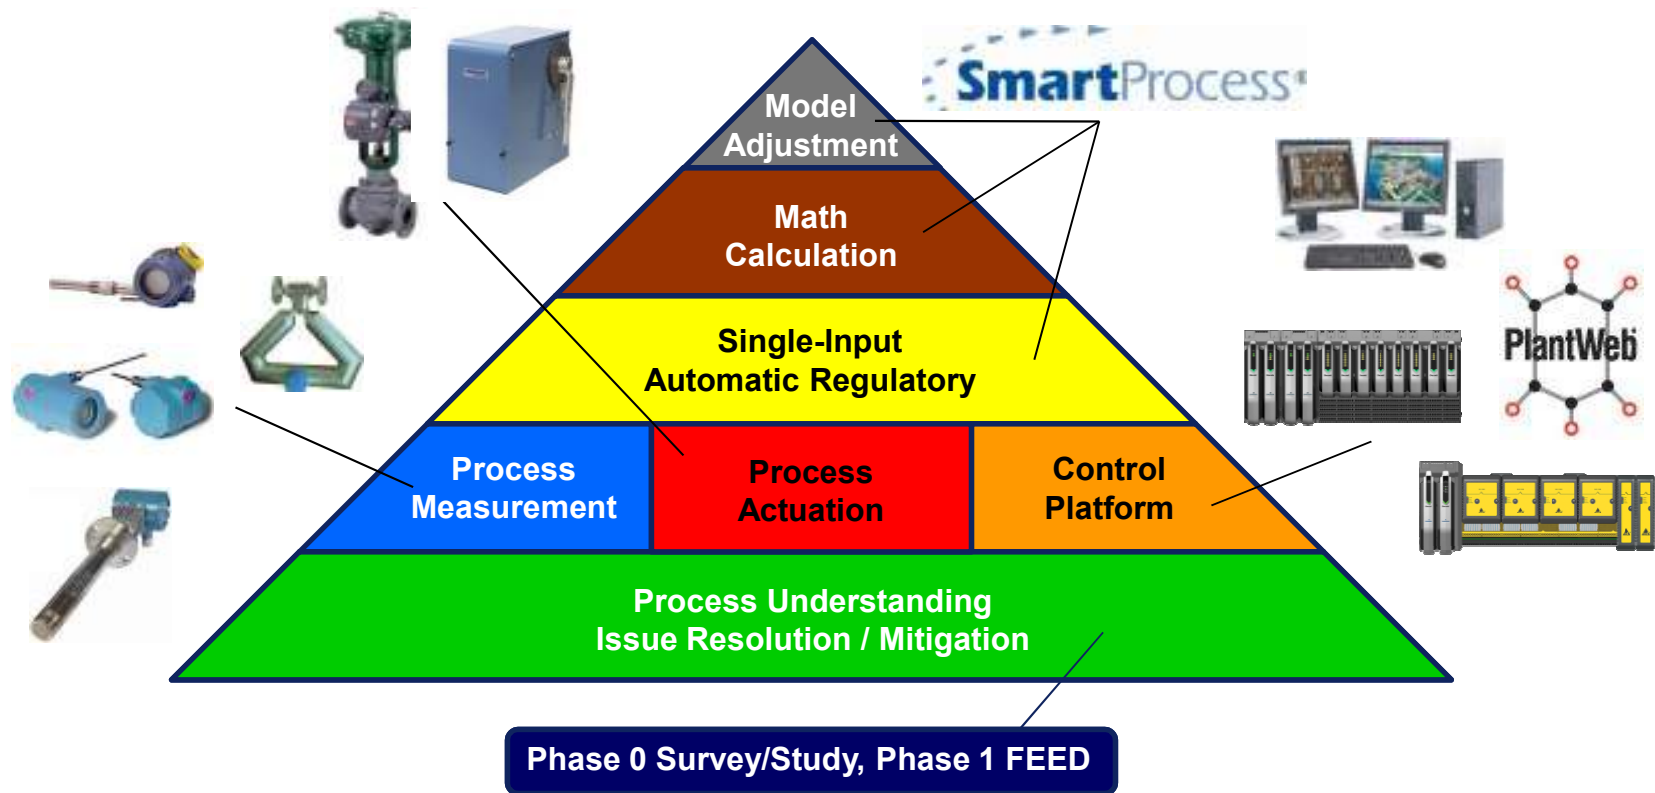 SmartProcess
Model
Adjustment
Math
Calculation
Single-Input
Automatic Regulatory
PlantWeb
Process
Measurement
Process
Actuation
Control
Platform
Process Understanding
Issue Resolution / Mitigation
Phase 0 Survey/Study, Phase 1 FEED